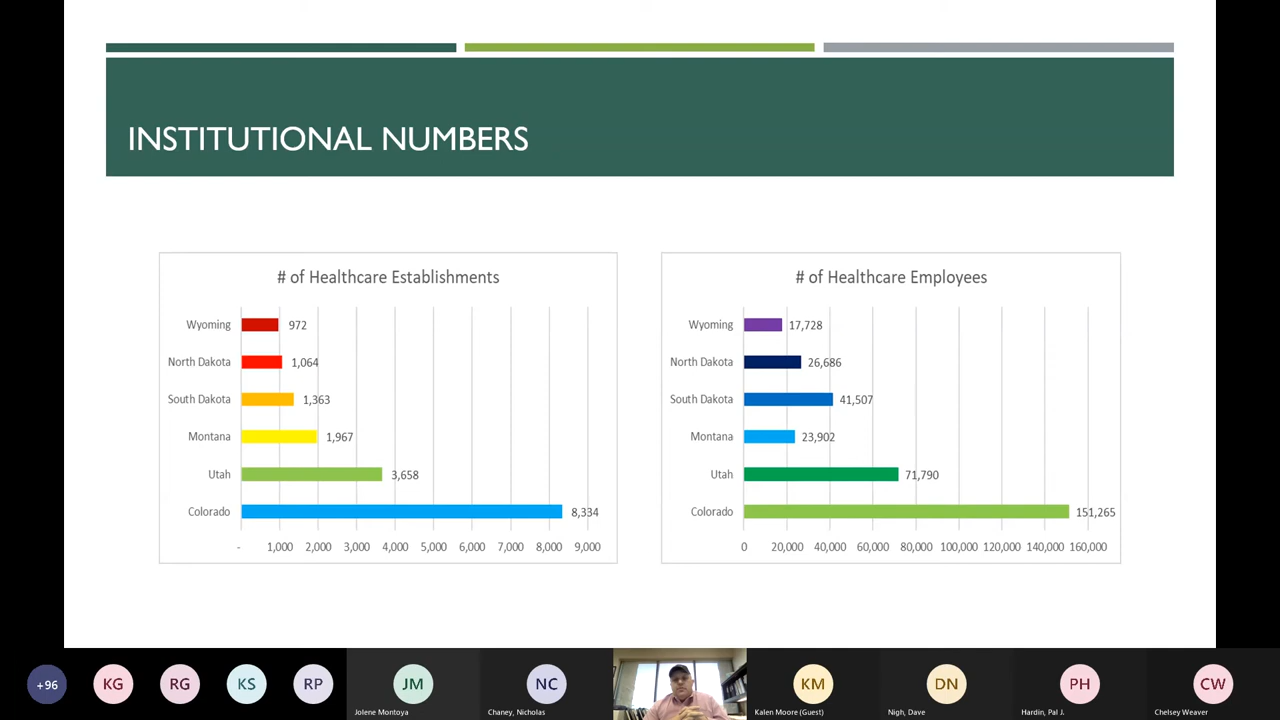 INSTITUTIONAL NUMBERS
# of Healthcare Establishments
Wyoming 972
North Dakota 1,064
South Dakota 1,363
Montana 1,967
Utah 3,658
Colorado 8,334
- 1,000 2,000 3,000 4,000 5,000 6,000 7,000 8,000 9,000
# of Healthcare Employees
Wyoming 17,728
North Dakota 26,686
South Dakota 41,507
Montana 23,902
Utah 71,790
Colorado 151,265
0 20,000 40,000 60,000 80,000 100,000 120,000 140,000 160,000
+96 KG RG KS RP JM NC KM DN PH CW
Jolene Montoya Chaney, Nicholas Kalen Moore (Guest) Nigh, Dave Hardin, Pal J. Chelsey Weaver